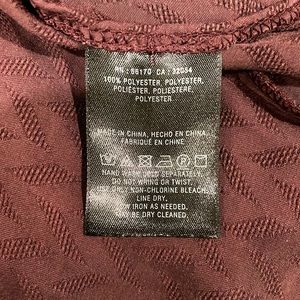 RN : 56170 CA : 32054
100% POLYESTER, POLYESTER,
POLIÉSTER, POLIESTERE,
POLYESTER.
MADE IN CHINA, HECHO EN CHINA,
FABRIQUÉ EN CHINE
HAND WASH COLD SEPARATELY.
DO NOT WRING OR TWIST.
USE ONLY NON-CHLORINE BLEACH.
LINE DRY.
LOW IRON AS NEEDED.
MAY BE DRY CLEANED.